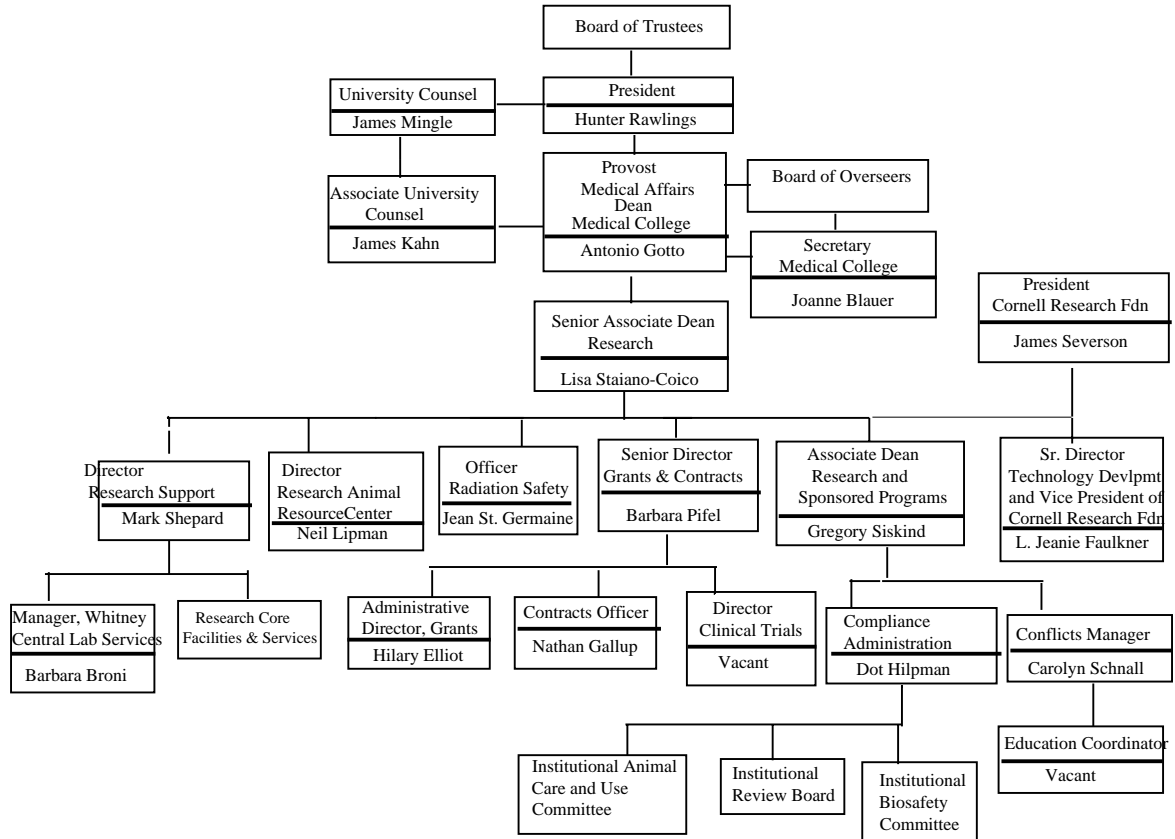 Board of Trustees
University Counsel
James Mingle
President
Hunter Rawlings
Associate University
Counsel
James Kahn
Provost
Medical Affairs
Dean
Medical College
Antonio Gotto
Board of Overseers
Secretary
Medical College
Joanne Blauer
Senior Associate Dean
Research
Lisa Staiano-Coico
President
Cornell Research Fdn
James Severson
Director
Research Support
Mark Shepard
Director
Research Animal
ResourceCenter
Neil Lipman
Officer
Radiation Safety
Jean St. Germaine
Senior Director
Grants & Contracts
Barbara Pifel
Associate Dean
Research and
Sponsored Programs
Gregory Siskind
Sr. Director
Technology Devlpmt
and Vice President of
Cornell Research Fdn
L. Jeanie Faulkner
Manager, Whitney
Central Lab Services
Barbara Broni
Research Core
Facilities & Services
Administrative
Director, Grants
Hilary Elliot
Contracts Officer
Nathan Gallup
Director
Clinical Trials
Vacant
Compliance
Administration
Dot Hilpman
Conflicts Manager
Carolyn Schnall
Institutional Animal
Care and Use
Committee
Institutional
Review Board
Institutional
Biosafety
Committee
Education Coordinator
Vacant